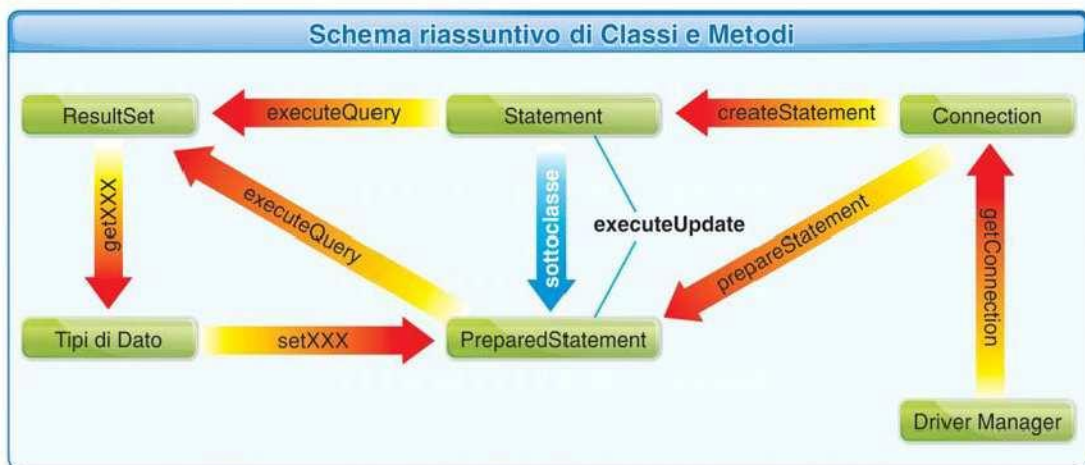 Schema riassuntivo di Classi e Metodi
ResultSet
executeQuery
Statement
createStatement
Connection
getXXX
executeQuery
sottoclasse
executeUpdate
prepareStatement
getConnection
Tipi di Dato
setXXX
PreparedStatement
Driver Manager